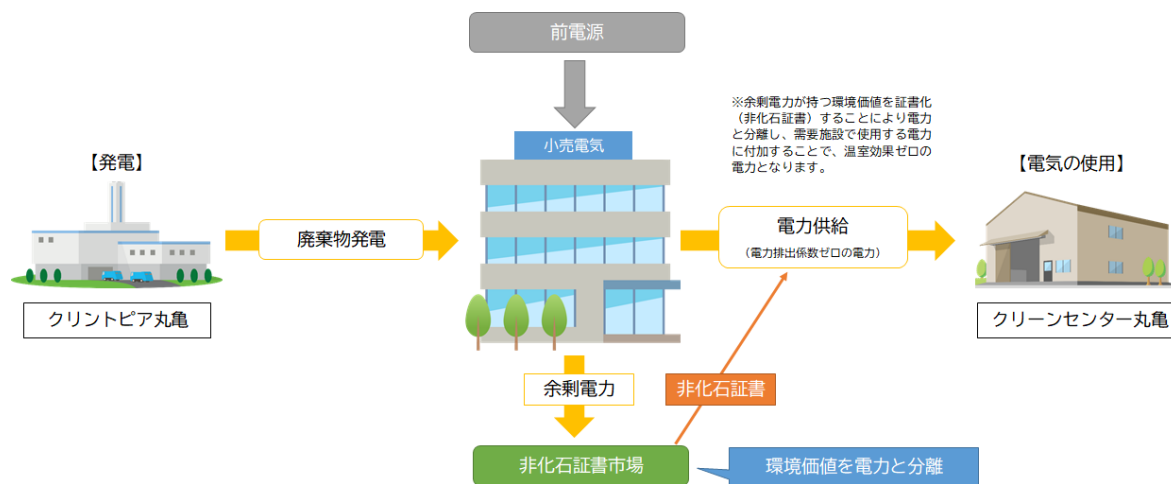 前電源
※余剰電力が持つ環境価値を証書化
（非化石証書）することにより電力
と分離し、需要施設で使用する電力
に付加することで、温室効果ゼロの
電力となります。
小売電気
【発電】
【電気の使用】
廃棄物発電
電力供給
（電力排出係数ゼロの電力）
クリントピア丸亀
クリーンセンター丸亀
余剰電力
非化石証書
非化石証書市場
環境価値を電力と分離